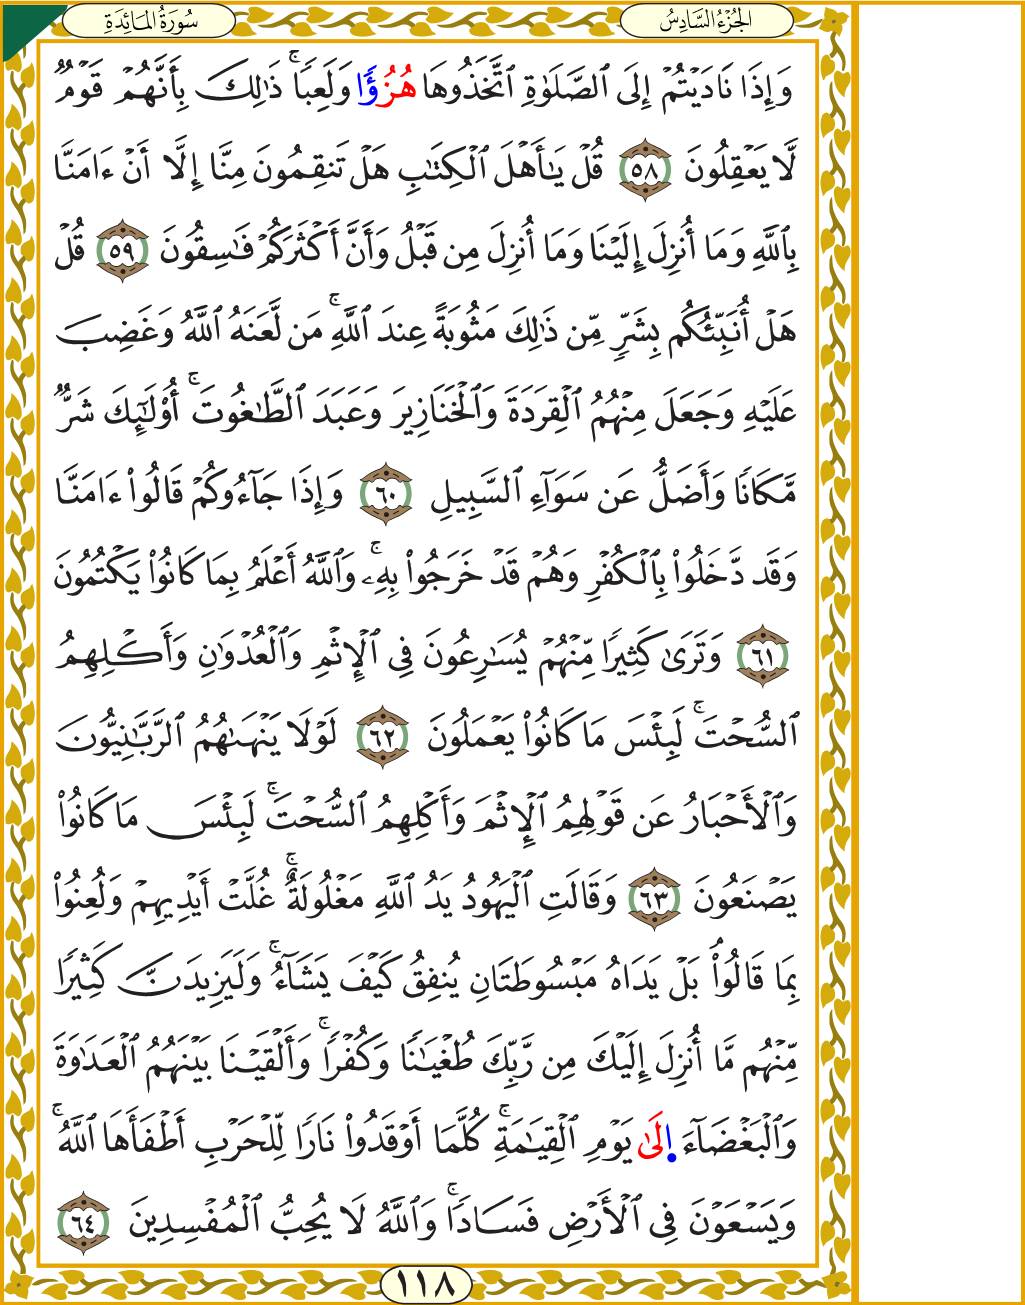 الجُزْءُ السَّادِسُ
سُورَةُ المَائِدَةِ
وَإِذَا نَادَيْتُمْ إِلَى ٱلصَّلَوٰةِ ٱتَّخَذُوهَا هُزُؤًا وَلَعِبًا ۚ ذَٰلِكَ بِأَنَّهُمْ قَوْمٌ
لَّا يَعْقِلُونَ ٥٨ قُلْ يَـٰٓأَهْلَ ٱلْكِتَـٰبِ هَلْ تَنقِمُونَ مِنَّا إِلَّا أَنْ ءَامَنَّا
بِٱللَّهِ وَمَا أُنزِلَ إِلَيْنَا وَمَا أُنزِلَ مِن قَبْلُ وَأَنَّ أَكْثَرَكُمْ فَـٰسِقُونَ ٥٩ قُلْ
هَلْ أُنَبِّئُكُم بِشَرٍّ مِّن ذَٰلِكَ مَثُوبَةً عِندَ ٱللَّهِ ۚ مَن لَّعَنَهُ ٱللَّهُ وَغَضِبَ
عَلَيْهِ وَجَعَلَ مِنْهُمُ ٱلْقِرَدَةَ وَٱلْخَنَازِيرَ وَعَبَدَ ٱلطَّـٰغُوتَ ۚ أُوْلَـٰٓئِكَ شَرٌّ
مَّكَانًا وَأَضَلُّ عَن سَوَآءِ ٱلسَّبِيلِ ٦٠ وَإِذَا جَآءُوكُمْ قَالُواْ ءَامَنَّا
وَقَد دَّخَلُواْ بِٱلْكُفْرِ وَهُمْ قَدْ خَرَجُواْ بِهِۦ ۚ وَٱللَّهُ أَعْلَمُ بِمَا كَانُواْ يَكْتُمُونَ
٦١ وَتَرَىٰ كَثِيرًا مِّنْهُمْ يُسَـٰرِعُونَ فِى ٱلْإِثْمِ وَٱلْعُدْوَٰنِ وَأَكْلِهِمُ
ٱلسُّحْتَ ۚ لَبِئْسَ مَا كَانُواْ يَعْمَلُونَ ٦٢ لَوْلَا يَنْهَىٰهُمُ ٱلرَّبَّـٰنِيُّونَ
وَٱلْأَحْبَارُ عَن قَوْلِهِمُ ٱلْإِثْمَ وَأَكْلِهِمُ ٱلسُّحْتَ ۚ لَبِئْسَ مَا كَانُواْ
يَصْنَعُونَ ٦٣ وَقَالَتِ ٱلْيَهُودُ يَدُ ٱللَّهِ مَغْلُولَةٌ ۚ غُلَّتْ أَيْدِيهِمْ وَلُعِنُواْ
بِمَا قَالُواْ ۘ بَلْ يَدَاهُ مَبْسُوطَتَانِ يُنفِقُ كَيْفَ يَشَآءُ ۚ وَلَيَزِيدَنَّ كَثِيرًا
مِّنْهُم مَّا أُنزِلَ إِلَيْكَ مِن رَّبِّكَ طُغْيَـٰنًا وَكُفْرًا ۚ وَأَلْقَيْنَا بَيْنَهُمُ ٱلْعَدَاوَةَ
وَٱلْبَغْضَآءَ اِلَىٰ يَوْمِ ٱلْقِيَـٰمَةِ ۚ كُلَّمَا أَوْقَدُواْ نَارًا لِّلْحَرْبِ أَطْفَأَهَا ٱللَّهُ ۚ
وَيَسْعَوْنَ فِى ٱلْأَرْضِ فَسَادًا ۚ وَٱللَّهُ لَا يُحِبُّ ٱلْمُفْسِدِينَ ٦٤
١١٨